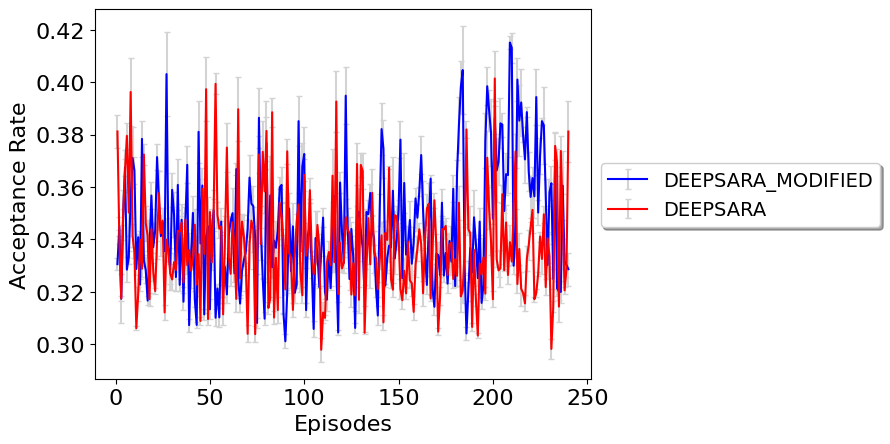 0.42
0.40
0.38
0.36
0.34
0.32
0.30
Acceptance Rate
0 50 100 150 200 250
Episodes
DEEPSARA_MODIFIED
DEEPSARA